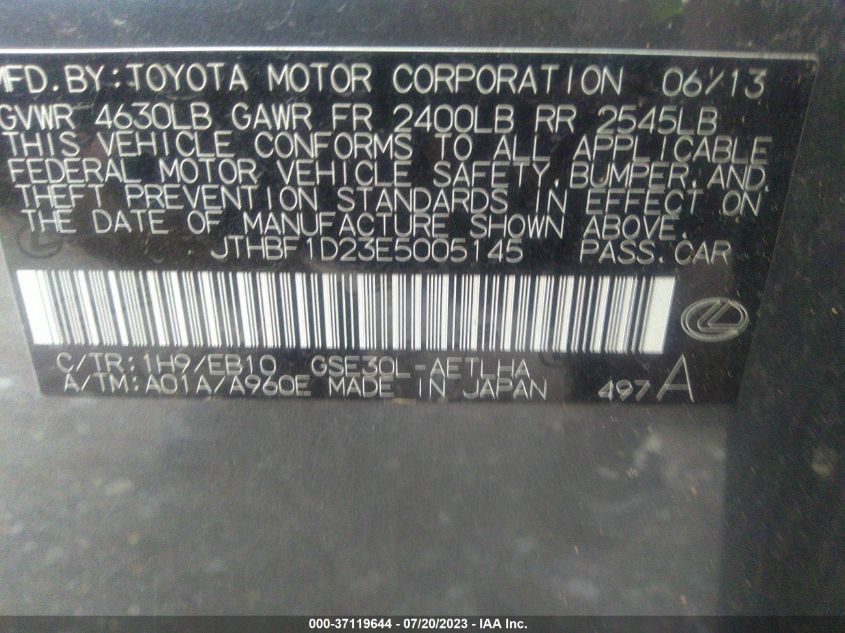 MFD. BY: TOYOTA MOTOR CORPORATION 06/13
GVWR 4630LB GAWR FR 2400LB RR 2545LB
THIS VEHICLE CONFORMS TO ALL APPLICABLE
FEDERAL MOTOR VEHICLE SAFETY, BUMPER, AND
THEFT PREVENTION STANDARDS IN EFFECT ON
THE DATE OF MANUFACTURE SHOWN ABOVE.
JTHBF1D23E5005145 PASS. CAR
C/TR: 1H9/EB10 GSE30L-AETLHA
A/TM: A01A/A960E MADE IN JAPAN 497 A
000-37119644 - 07/20/2023 - IAA Inc.